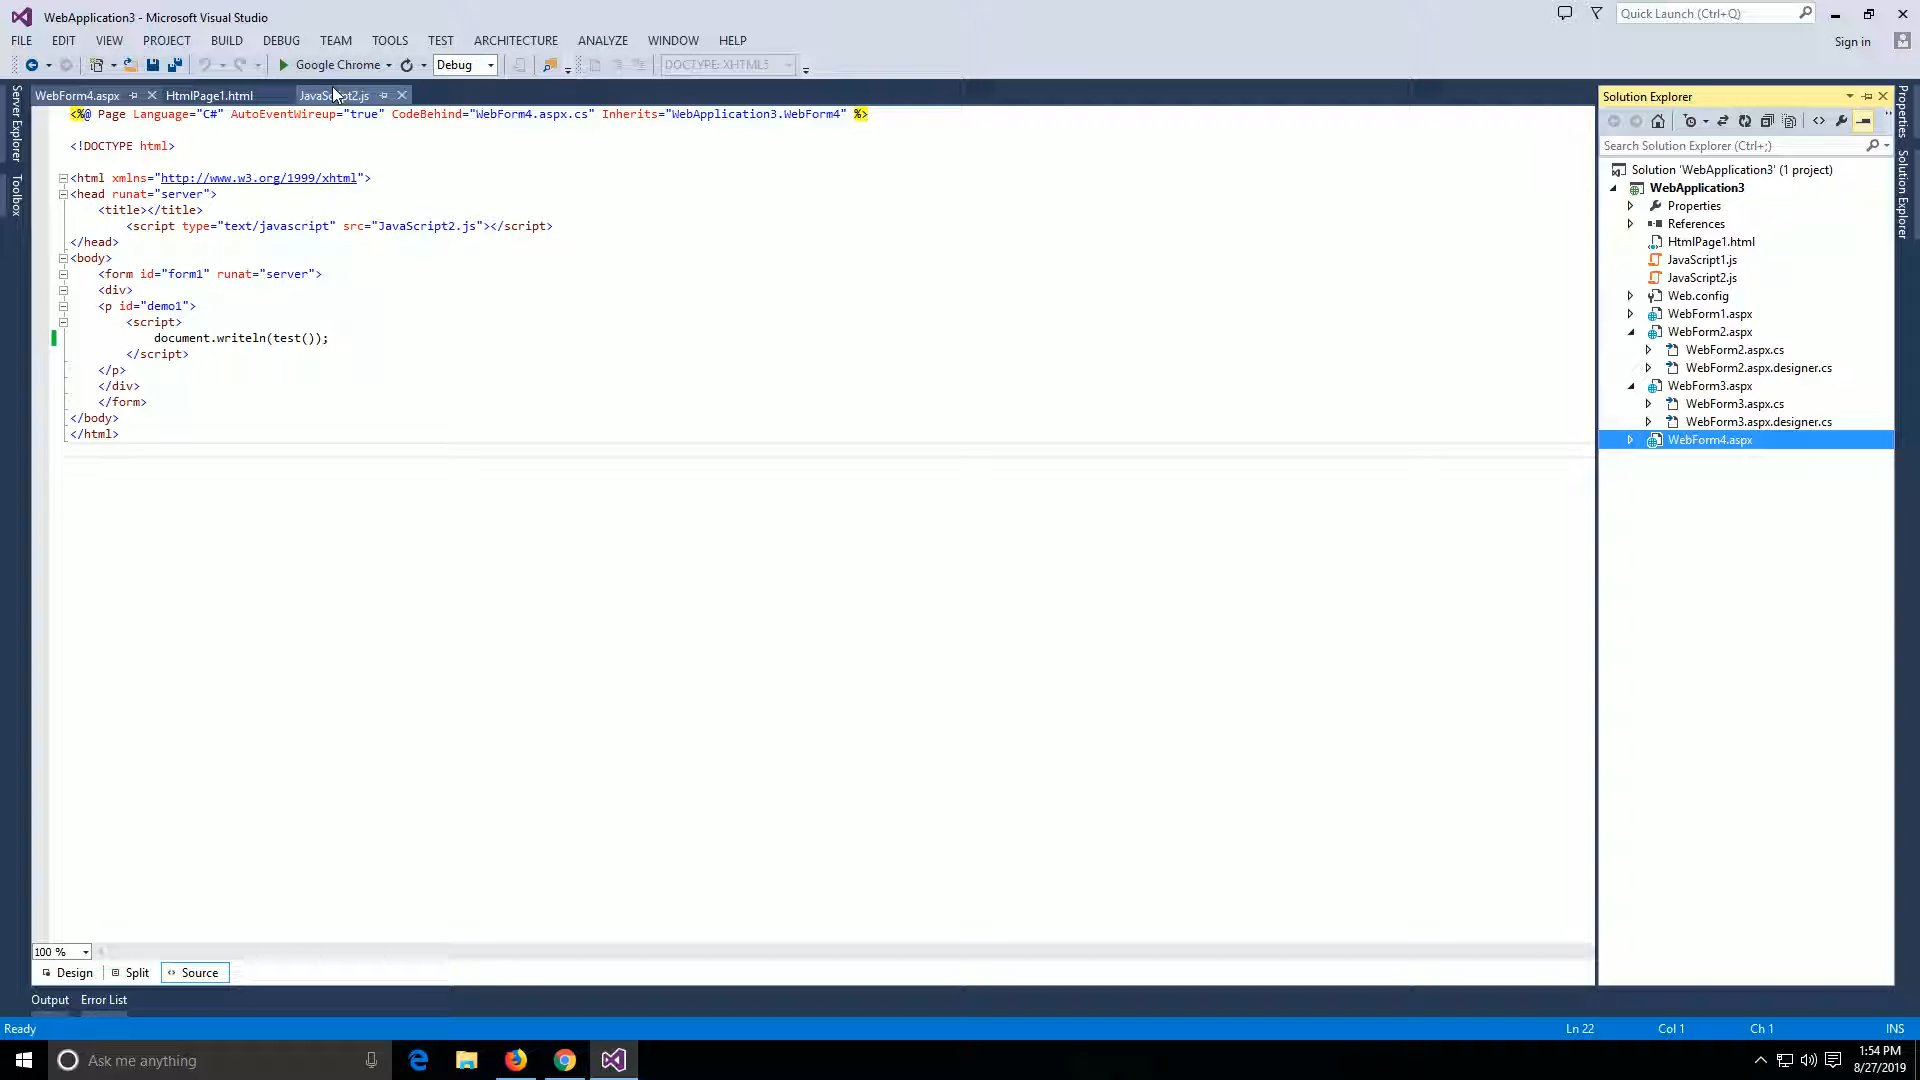 WebApplication3 - Microsoft Visual Studio
Quick Launch (Ctrl+Q)
FILE EDIT VIEW PROJECT BUILD DEBUG TEAM TOOLS TEST ARCHITECTURE ANALYZE WINDOW HELP
Sign in
Google Chrome Debug DOCTYPE: XHTML5
WebForm4.aspx HtmlPage1.html JavaScript2.js
Server Explorer
Toolbox
<%@ Page Language="C#" AutoEventWireup="true" CodeBehind="WebForm4.aspx.cs" Inherits="WebApplication3.WebForm4" %>
<!DOCTYPE html>
<html xmlns="http://www.w3.org/1999/xhtml">
<head runat="server">
<title></title>
<script type="text/javascript" src="JavaScript2.js"></script>
</head>
<body>
<form id="form1" runat="server">
<div>
<p id="demo1">
<script>
document.writeln(test());
</script>
</p>
</div>
</form>
</body>
</html>
100 %
Design Split Source
Output Error List
Solution Explorer
Search Solution Explorer (Ctrl+;)
Solution 'WebApplication3' (1 project)
WebApplication3
Properties
References
HtmlPage1.html
JavaScript1.js
JavaScript2.js
Web.config
WebForm1.aspx
WebForm2.aspx
WebForm2.aspx.cs
WebForm2.aspx.designer.cs
WebForm3.aspx
WebForm3.aspx.cs
WebForm3.aspx.designer.cs
WebForm4.aspx
Properties
Solution Explorer
Ready Ln 22 Col 1 Ch 1 INS
Ask me anything
1:54 PM
8/27/2019